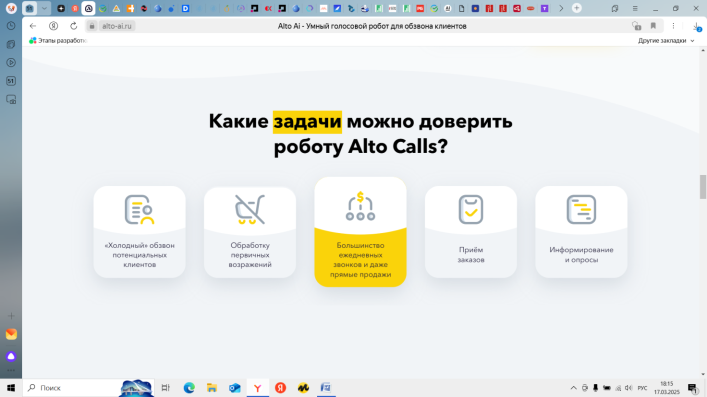 alto-ai.ru
Alto Ai - Умный голосовой робот для обзвона клиентов
Этапы разработк
Другие закладки
Какие задачи можно доверить
роботу Alto Calls?
«Холодный» обзвон
потенциальных
клиентов
Обработку
первичных
возражений
Большинство
ежедневных
звонков и даже
прямые продажи
Приём
заказов
Информирование
и опросы
Поиск
РУС
18:15
17.03.2025